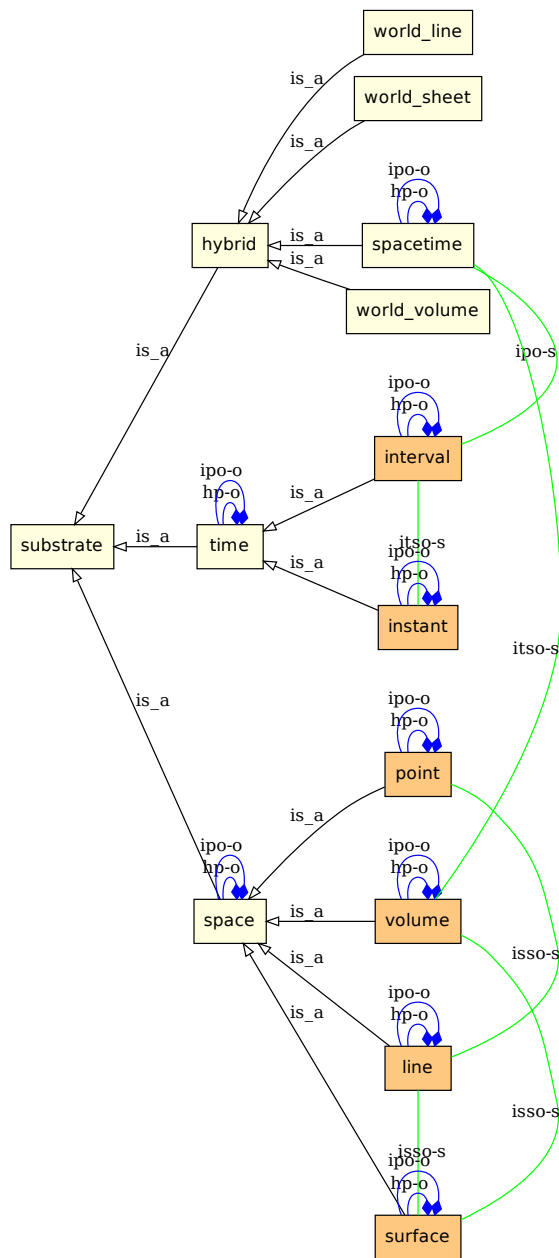 world_line
is_a
world_sheet
is_a
ipo-o
hp-o
hybrid
is_a
spacetime
is_a
world_volume
is_a
ipo-s
ipo-o
hp-o
interval
ipo-o
hp-o
is_a
substrate
is_a
time
itso-s
ipo-o
hp-o
is_a
instant
itso-s
ipo-o
hp-o
is_a
point
is_a
ipo-o
hp-o
ipo-o
hp-o
space
is_a
volume
isso-s
is_a
ipo-o
hp-o
is_a
line
isso-s
isso-s
ipo-o
hp-o
surface